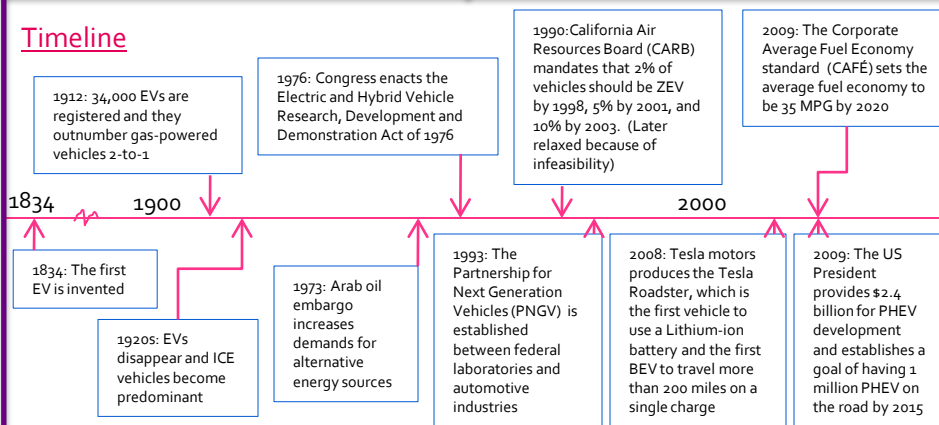 Timeline
1912: 34,000 EVs are
registered and they
outnumber gas-powered
vehicles 2-to-1
1976: Congress enacts the
Electric and Hybrid Vehicle
Research, Development and
Demonstration Act of 1976
1990:California Air
Resources Board (CARB)
mandates that 2% of
vehicles should be ZEV
by 1998, 5% by 2001, and
10% by 2003. (Later
relaxed because of
infeasibility)
2009: The Corporate
Average Fuel Economy
standard (CAFÉ) sets the
average fuel economy to
be 35 MPG by 2020
1834
1900
2000
1834: The first
EV is invented
1920s: EVs
disappear and ICE
vehicles become
predominant
1973: Arab oil
embargo
increases
demands for
alternative
energy sources
1993: The
Partnership for
Next Generation
Vehicles (PNGV) is
established
between federal
laboratories and
automotive
industries
2008: Tesla motors
produces the Tesla
Roadster, which is
the first vehicle to
use a Lithium-ion
battery and the first
BEV to travel more
than 200 miles on a
single charge
2009: The US
President
provides $2.4
billion for PHEV
development
and establishes a
goal of having 1
million PHEV on
the road by 2015